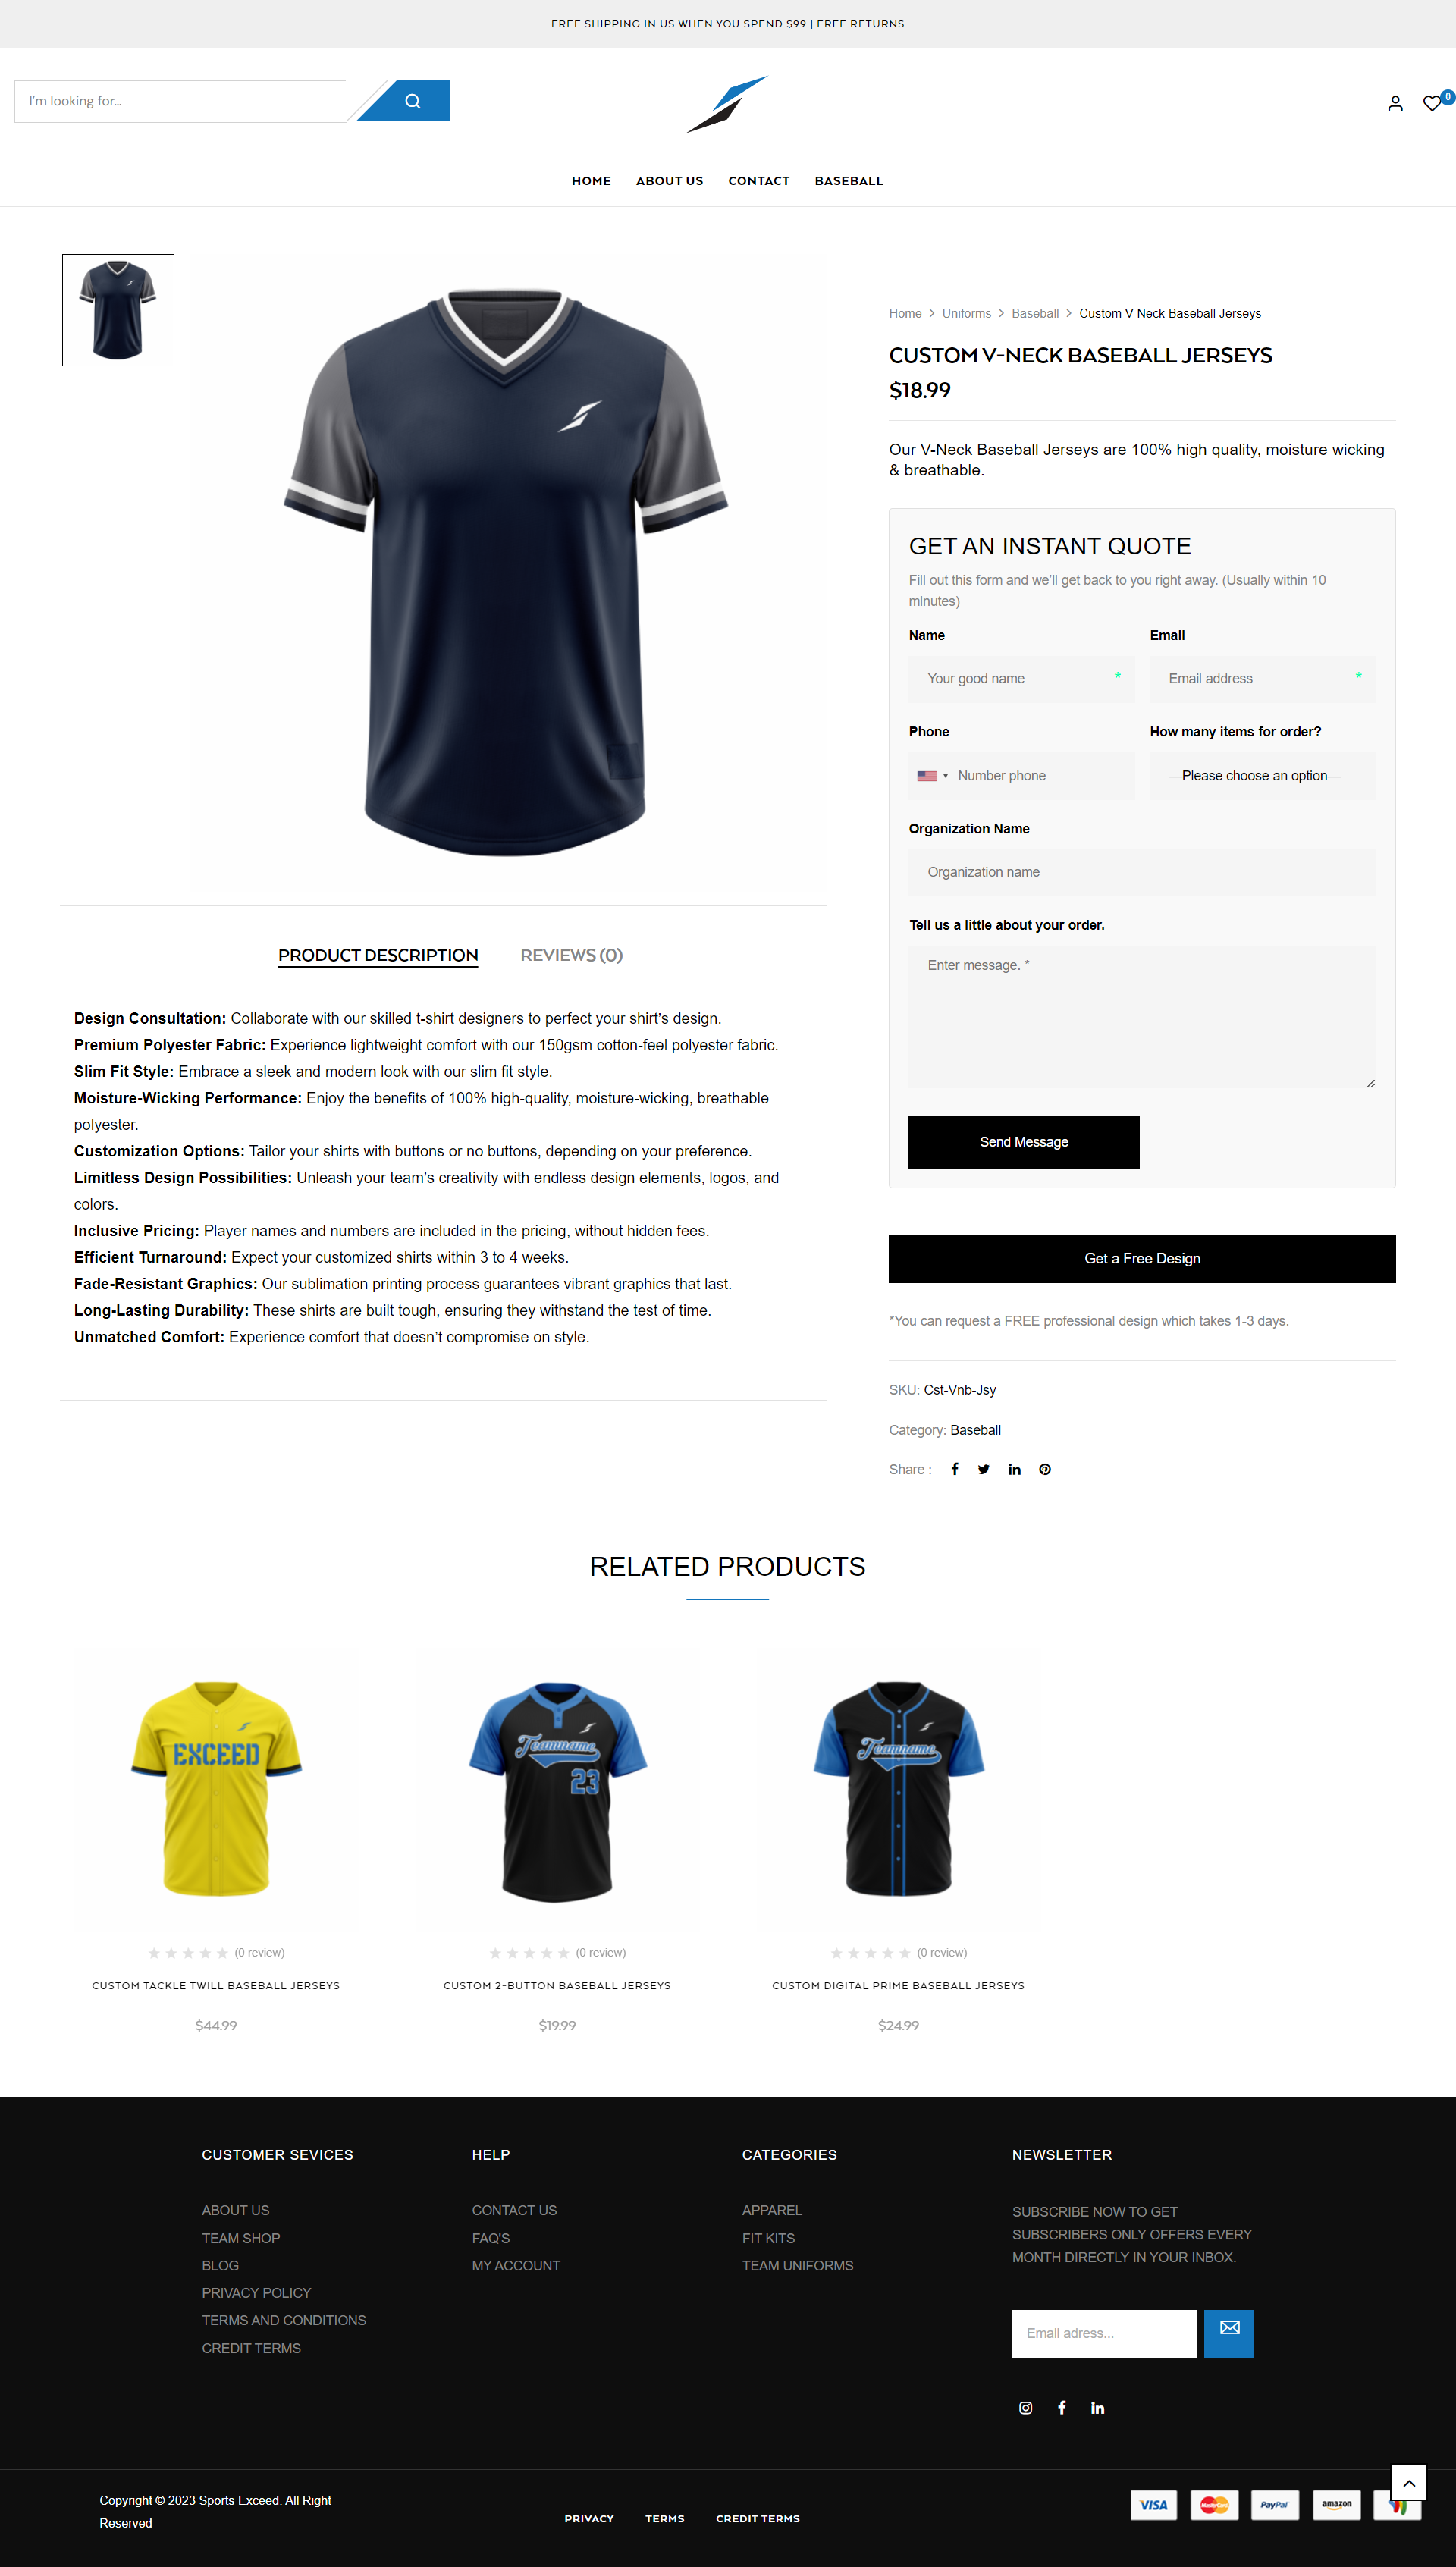 FREE SHIPPING IN US WHEN YOU SPEND $99 | FREE RETURNS
I'm looking for...
0
HOME ABOUT US CONTACT BASEBALL
Home > Uniforms > Baseball > Custom V-Neck Baseball Jerseys
CUSTOM V-NECK BASEBALL JERSEYS
$18.99
Our V-Neck Baseball Jerseys are 100% high quality, moisture wicking
& breathable.
GET AN INSTANT QUOTE
Fill out this form and we'll get back to you right away. (Usually within 10
minutes)
Name Email
Your good name * Email address *
Phone How many items for order?
Number phone —Please choose an option—
Organization Name
Organization name
Tell us a little about your order.
Enter message. *
Send Message
Get a Free Design
*You can request a FREE professional design which takes 1-3 days.
SKU: Cst-Vnb-Jsy
Category: Baseball
Share :
PRODUCT DESCRIPTION REVIEWS (0)
Design Consultation: Collaborate with our skilled t-shirt designers to perfect your shirt's design.
Premium Polyester Fabric: Experience lightweight comfort with our 150gsm cotton-feel polyester fabric.
Slim Fit Style: Embrace a sleek and modern look with our slim fit style.
Moisture-Wicking Performance: Enjoy the benefits of 100% high-quality, moisture-wicking, breathable
polyester.
Customization Options: Tailor your shirts with buttons or no buttons, depending on your preference.
Limitless Design Possibilities: Unleash your team's creativity with endless design elements, logos, and
colors.
Inclusive Pricing: Player names and numbers are included in the pricing, without hidden fees.
Efficient Turnaround: Expect your customized shirts within 3 to 4 weeks.
Fade-Resistant Graphics: Our sublimation printing process guarantees vibrant graphics that last.
Long-Lasting Durability: These shirts are built tough, ensuring they withstand the test of time.
Unmatched Comfort: Experience comfort that doesn't compromise on style.
RELATED PRODUCTS
EXCEED
Teamname
23
Teamname
(0 review) (0 review) (0 review)
CUSTOM TACKLE TWILL BASEBALL JERSEYS CUSTOM 2-BUTTON BASEBALL JERSEYS CUSTOM DIGITAL PRIME BASEBALL JERSEYS
$44.99 $19.99 $24.99
CUSTOMER SEVICES
ABOUT US
TEAM SHOP
BLOG
PRIVACY POLICY
TERMS AND CONDITIONS
CREDIT TERMS
HELP
CONTACT US
FAQ'S
MY ACCOUNT
CATEGORIES
APPAREL
FIT KITS
TEAM UNIFORMS
NEWSLETTER
SUBSCRIBE NOW TO GET
SUBSCRIBERS ONLY OFFERS EVERY
MONTH DIRECTLY IN YOUR INBOX.
Email adress...
Copyright © 2023 Sports Exceed. All Right
Reserved
PRIVACY TERMS CREDIT TERMS
VISA MasterCard PayPal amazon